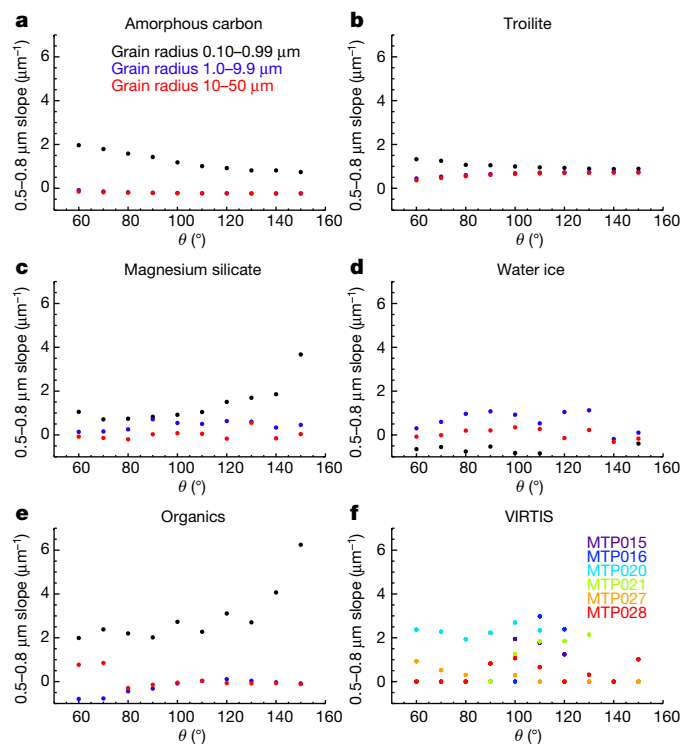 a Amorphous carbon
Grain radius 0.10–0.99 μm
Grain radius 1.0–9.9 μm
Grain radius 10–50 μm
0.5–0.8 μm slope (μm⁻¹)
6
4
2
0
60 80 100 120 140 160
θ (°)
b Troilite
0.5–0.8 μm slope (μm⁻¹)
6
4
2
0
60 80 100 120 140 160
θ (°)
c Magnesium silicate
0.5–0.8 μm slope (μm⁻¹)
6
4
2
0
60 80 100 120 140 160
θ (°)
d Water ice
0.5–0.8 μm slope (μm⁻¹)
6
4
2
0
60 80 100 120 140 160
θ (°)
e Organics
0.5–0.8 μm slope (μm⁻¹)
6
4
2
0
60 80 100 120 140 160
θ (°)
f VIRTIS
MTP015
MTP016
MTP020
MTP021
MTP027
MTP028
0.5–0.8 μm slope (μm⁻¹)
6
4
2
0
60 80 100 120 140 160
θ (°)